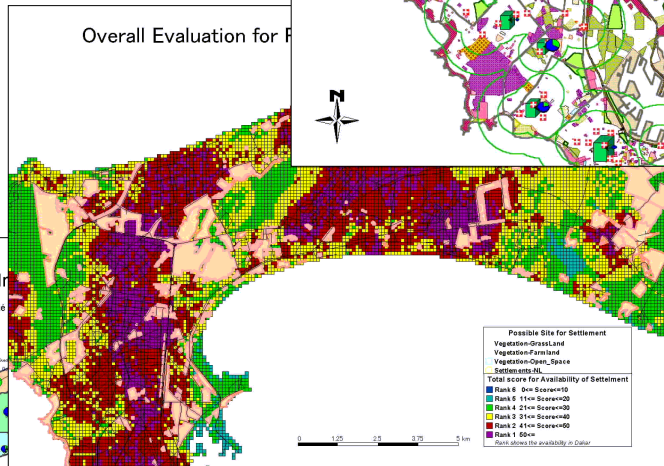 Overall Evaluation for
N
Possible Site for Settlement
Vegetation-GrassLand
Vegetation-Farmland
Vegetation-Open_Space
Settlements-NL
Total score for Availability of Setlelment
Rank 6 0<= Score<=10
Rank 5 11<= Score<=20
Rank 4 21<= Score<=30
Rank 3 31<= Score<=40
Rank 2 41<= Score<=50
Rank 1 50<=
Rank shows the availability in Dakar
0 1.25 2.5 3.75 5 km